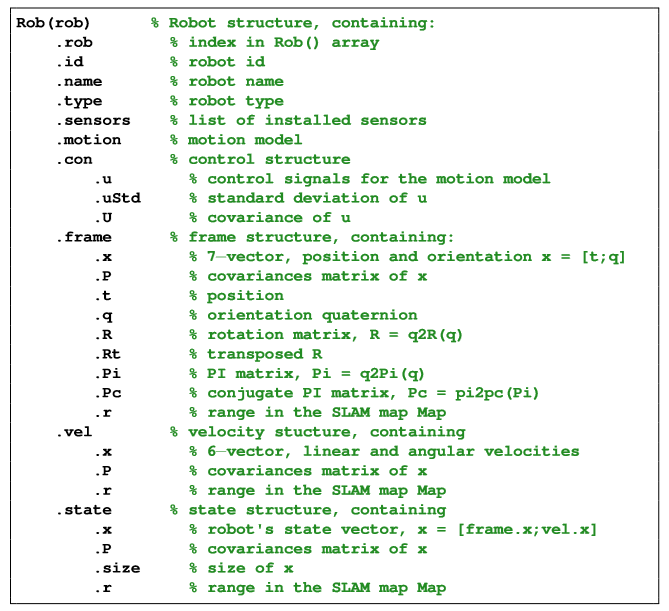 Rob(rob) % Robot structure, containing:
.rob % index in Rob() array
.id % robot id
.name % robot name
.type % robot type
.sensors % list of installed sensors
.motion % motion model
.con % control structure
.u % control signals for the motion model
.uStd % standard deviation of u
.U % covariance of u
.frame % frame structure, containing:
.x % 7–vector, position and orientation x = [t;q]
.P % covariances matrix of x
.t % position
.q % orientation quaternion
.R % rotation matrix, R = q2R(q)
.Rt % transposed R
.Pi % PI matrix, Pi = q2Pi(q)
.Pc % conjugate PI matrix, Pc = pi2pc(Pi)
.r % range in the SLAM map Map
.vel % velocity stucture, containing
.x % 6–vector, linear and angular velocities
.P % covariances matrix of x
.r % range in the SLAM map Map
.state % state structure, containing
.x % robot's state vector, x = [frame.x;vel.x]
.P % covariances matrix of x
.size % size of x
.r % range in the SLAM map Map